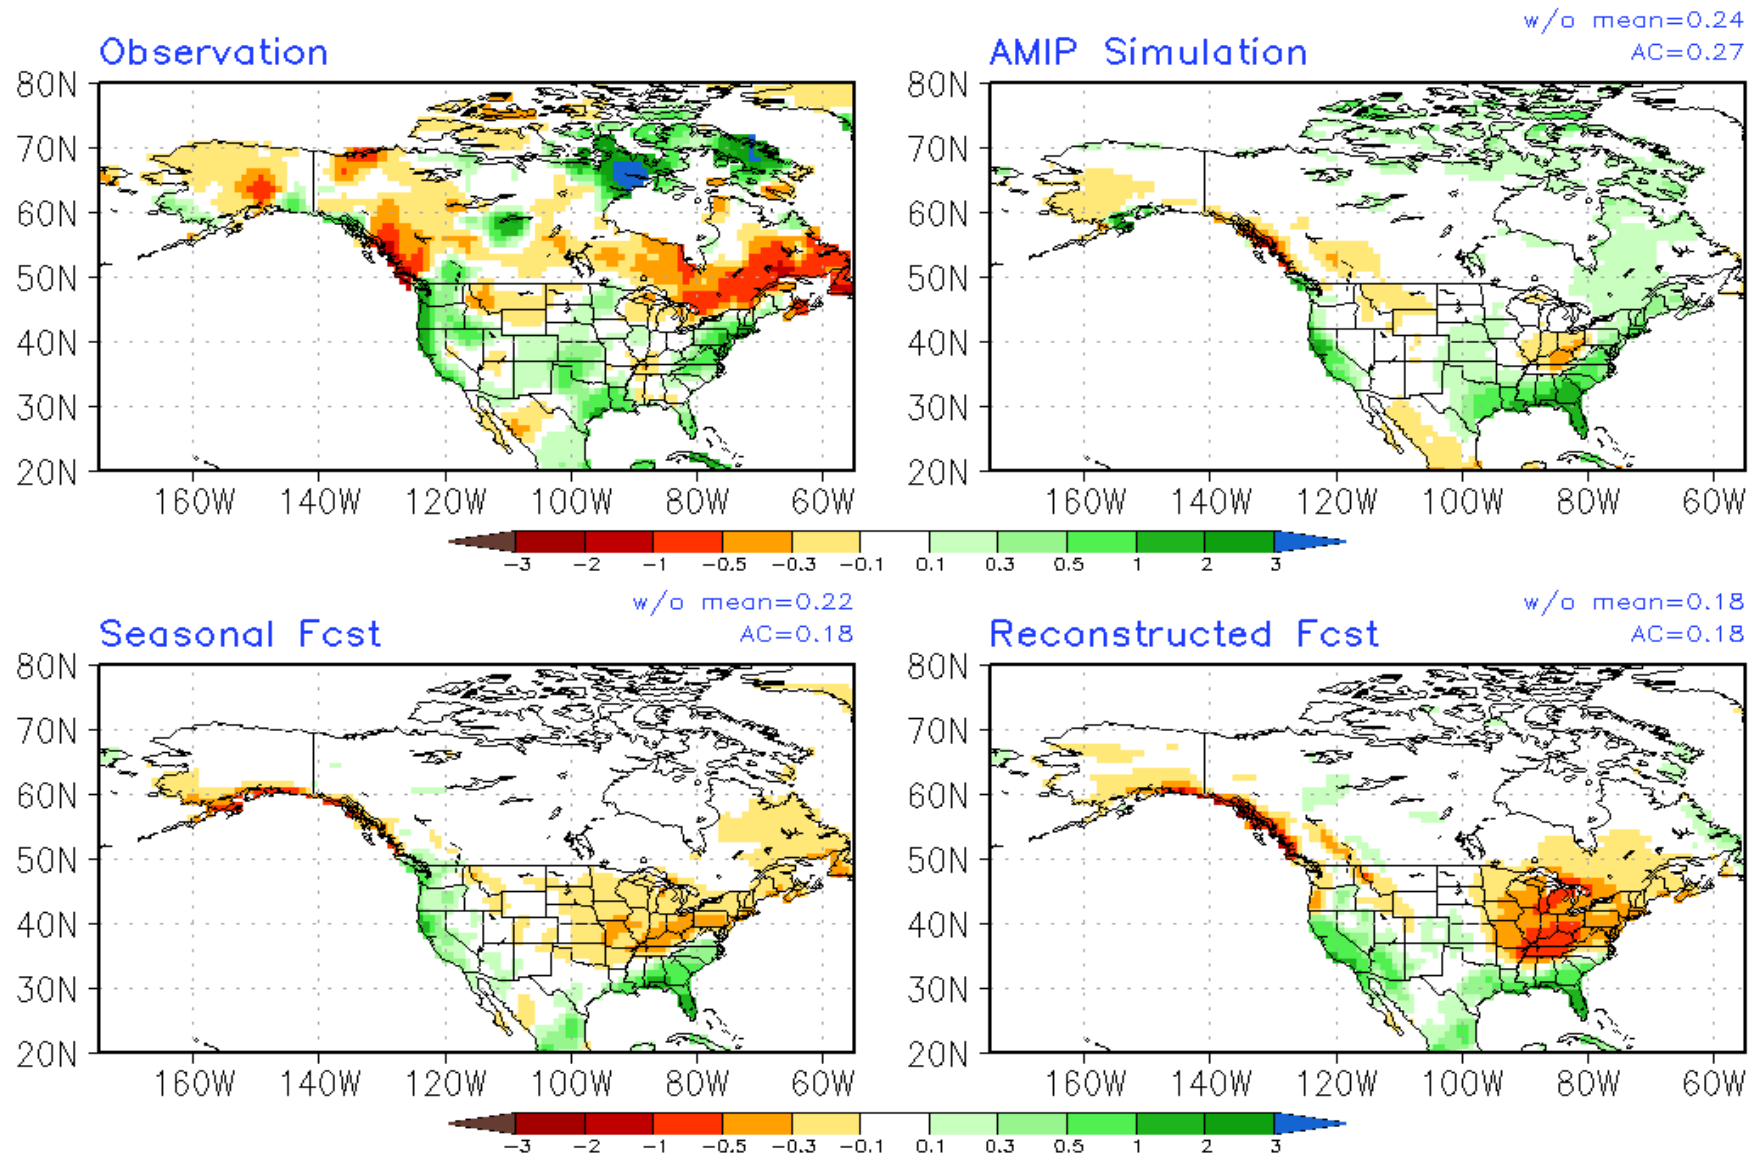 w/o mean=0.24
Observation AMIP Simulation AC=0.27
80N 80N
70N 70N
60N 60N
50N 50N
40N 40N
30N 30N
20N 20N
160W 140W 120W 100W 80W 60W 160W 140W 120W 100W 80W 60W
-3 -2 -1 -0.5 -0.3 -0.1 0.1 0.3 0.5 1 2 3
w/o mean=0.22 w/o mean=0.18
Seasonal Fcst AC=0.18 Reconstructed Fcst AC=0.18
80N 80N
70N 70N
60N 60N
50N 50N
40N 40N
30N 30N
20N 20N
160W 140W 120W 100W 80W 60W 160W 140W 120W 100W 80W 60W
-3 -2 -1 -0.5 -0.3 -0.1 0.1 0.3 0.5 1 2 3